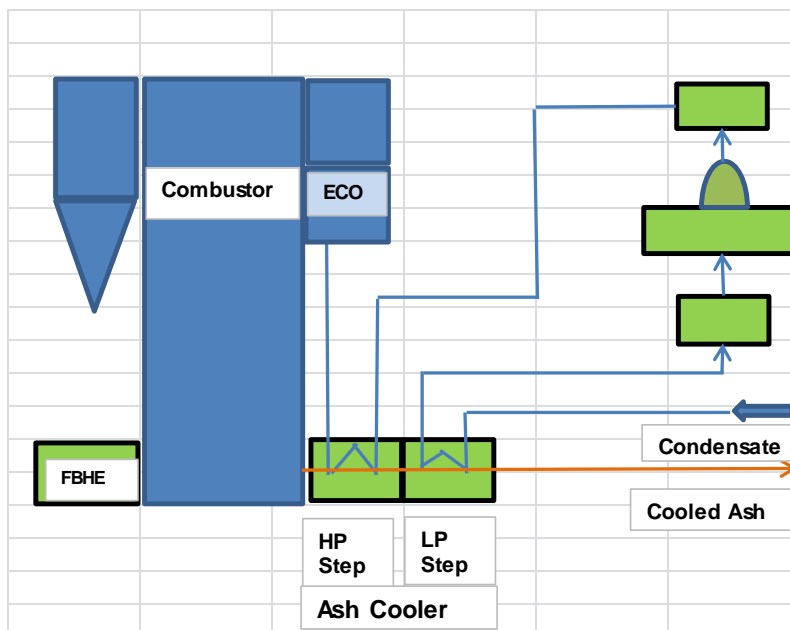 Combustor
ECO
FBHE
Condensate
Cooled Ash
HP
Step
LP
Step
Ash Cooler